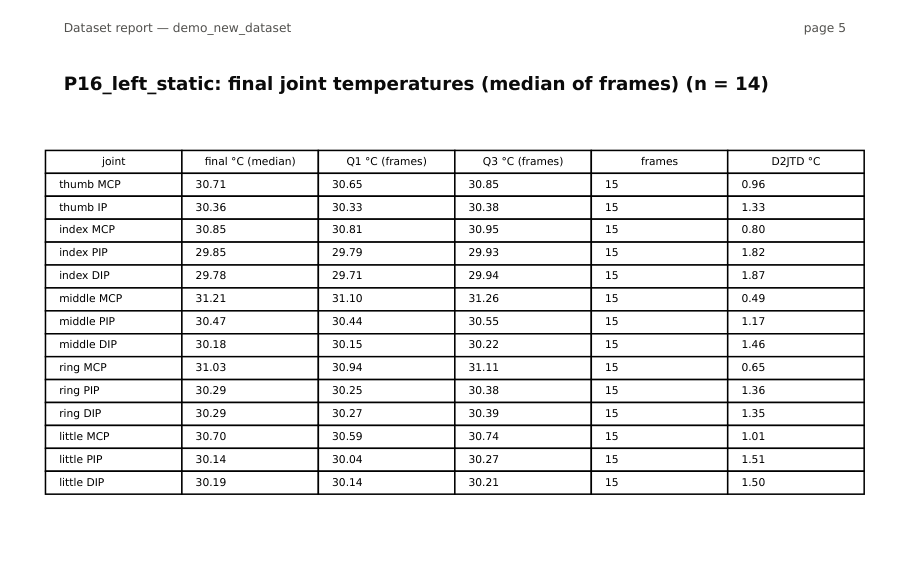 Dataset report — demo_new_dataset page 5
P16_left_static: final joint temperatures (median of frames) (n = 14)
joint final °C (median) Q1 °C (frames) Q3 °C (frames) frames D2JTD °C
thumb MCP 30.71 30.65 30.85 15 0.96
thumb IP 30.36 30.33 30.38 15 1.33
index MCP 30.85 30.81 30.95 15 0.80
index PIP 29.85 29.79 29.93 15 1.82
index DIP 29.78 29.71 29.94 15 1.87
middle MCP 31.21 31.10 31.26 15 0.49
middle PIP 30.47 30.44 30.55 15 1.17
middle DIP 30.18 30.15 30.22 15 1.46
ring MCP 31.03 30.94 31.11 15 0.65
ring PIP 30.29 30.25 30.38 15 1.36
ring DIP 30.29 30.27 30.39 15 1.35
little MCP 30.70 30.59 30.74 15 1.01
little PIP 30.14 30.04 30.27 15 1.51
little DIP 30.19 30.14 30.21 15 1.50